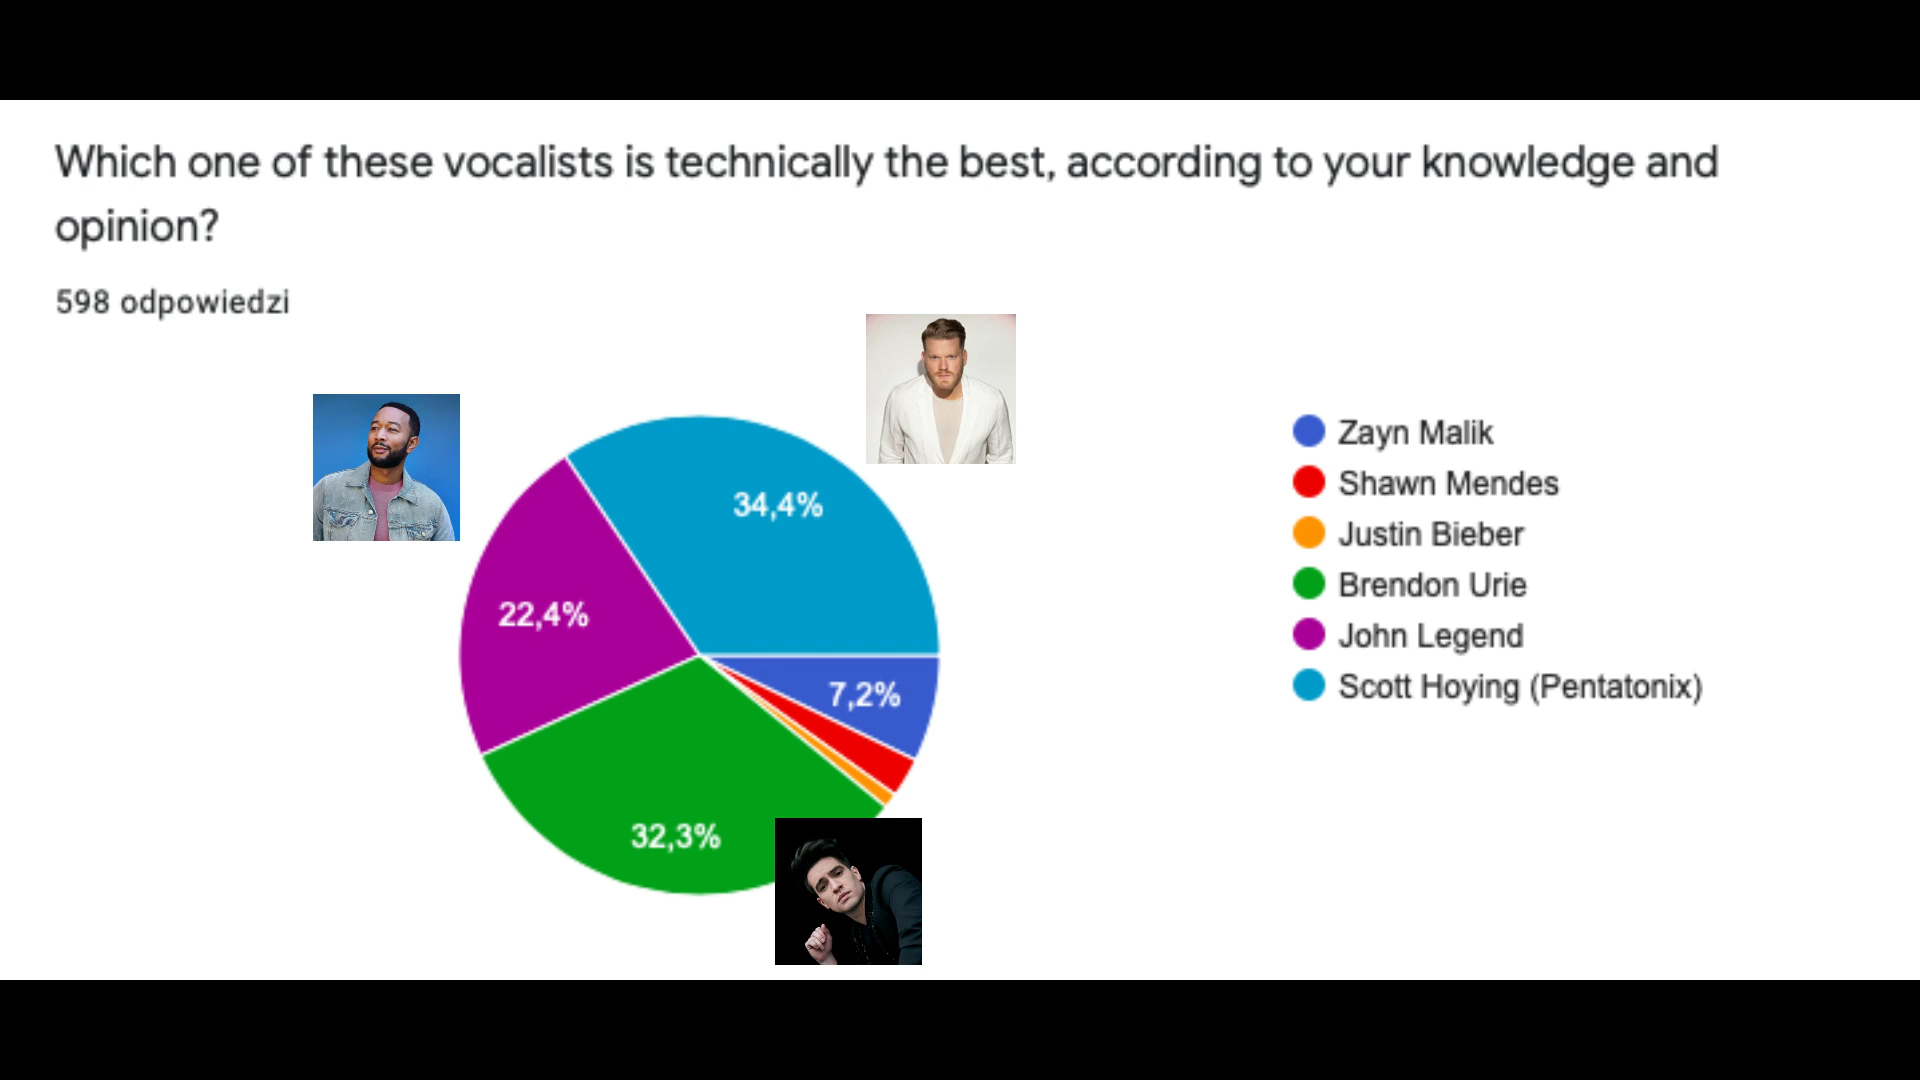 Which one of these vocalists is technically the best, according to your knowledge and
opinion?
598 odpowiedzi
34,4%
22,4%
7,2%
32,3%
Zayn Malik
Shawn Mendes
Justin Bieber
Brendon Urie
John Legend
Scott Hoying (Pentatonix)